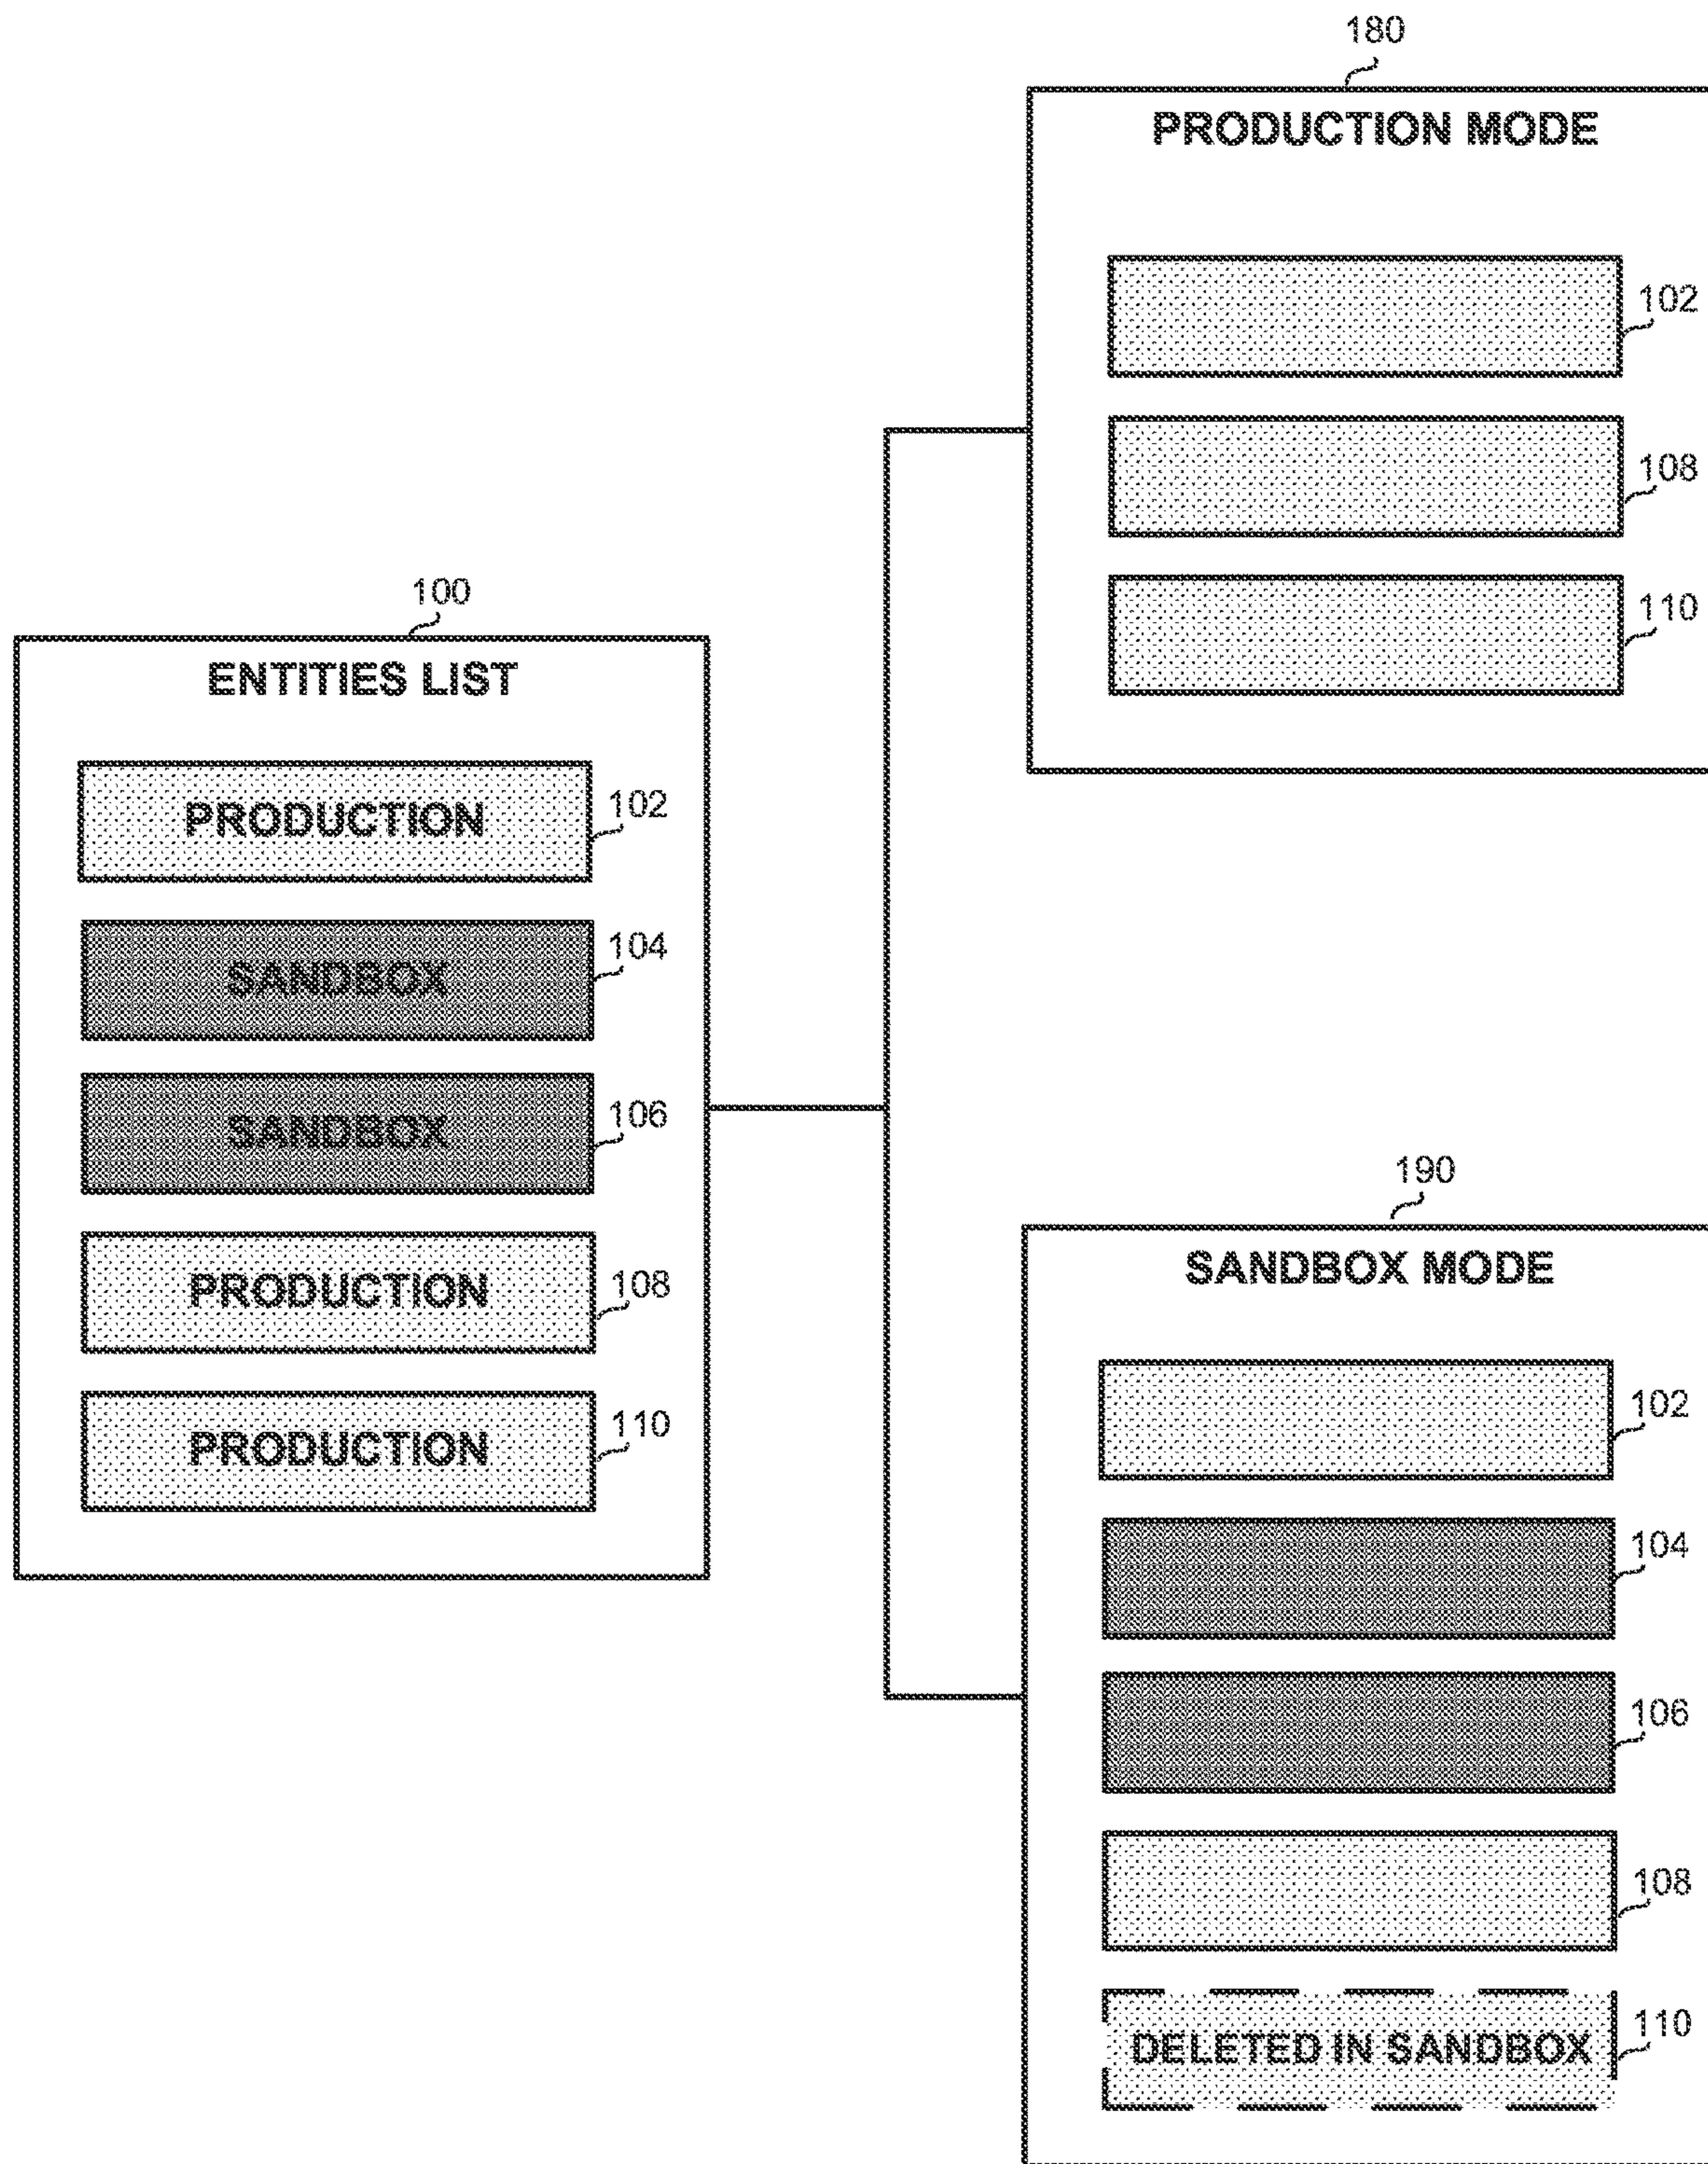 180
PRODUCTION MODE
102
108
110
100
ENTITIES LIST
PRODUCTION
102
SANDBOX
104
SANDBOX
106
PRODUCTION
108
PRODUCTION
110
190
SANDBOX MODE
102
104
106
108
DELETED IN SANDBOX
110